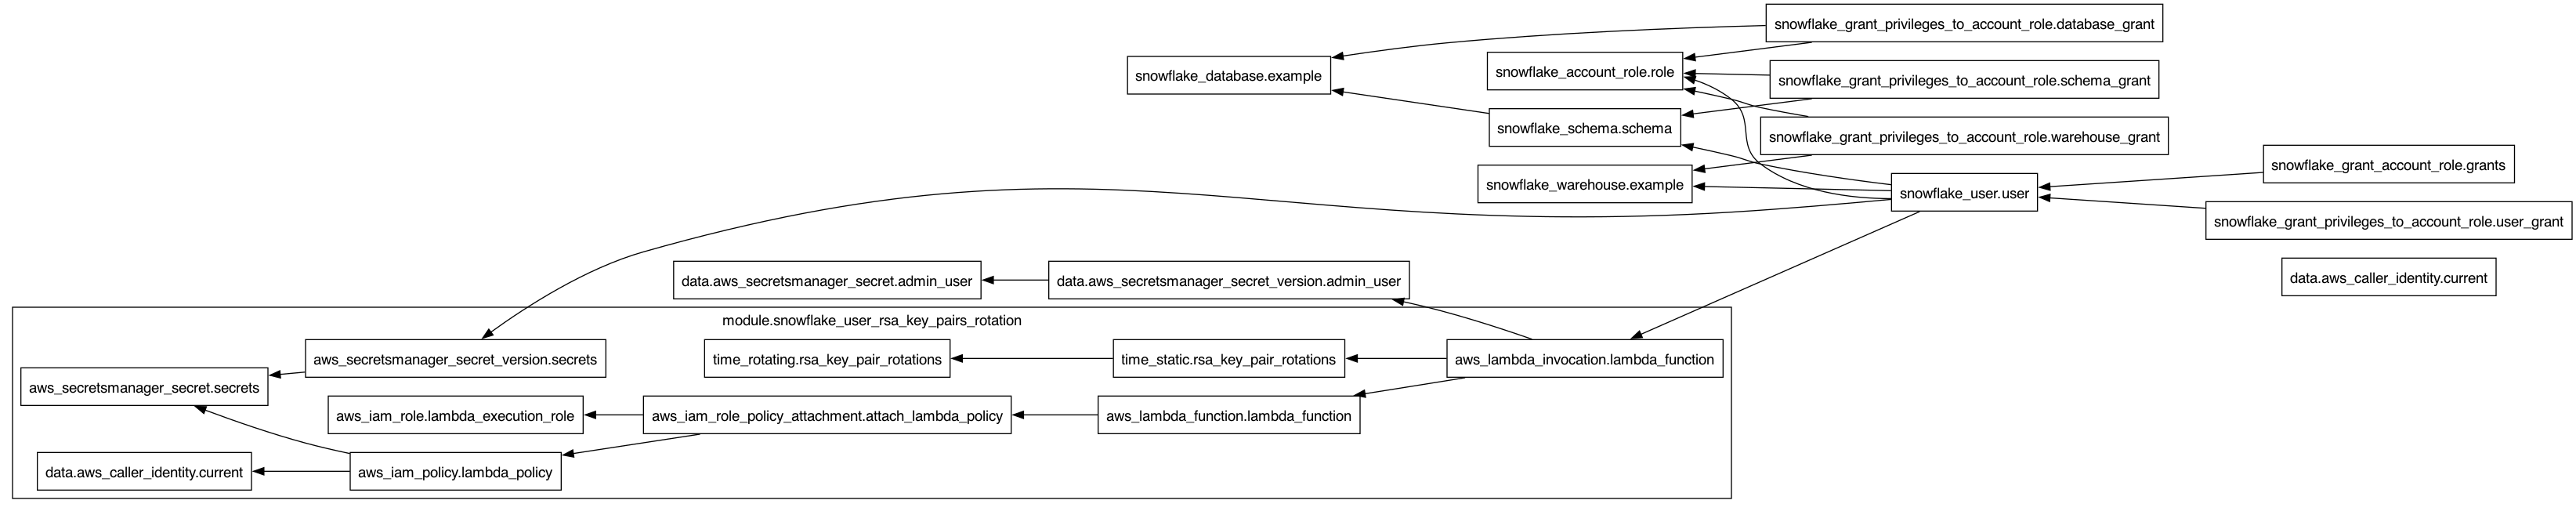 snowflake_grant_privileges_to_account_role.database_grant
snowflake_database.example
snowflake_account_role.role
snowflake_grant_privileges_to_account_role.schema_grant
snowflake_schema.schema
snowflake_grant_privileges_to_account_role.warehouse_grant
snowflake_warehouse.example
snowflake_user.user
snowflake_grant_account_role.grants
snowflake_grant_privileges_to_account_role.user_grant
data.aws_secretsmanager_secret.admin_user
data.aws_secretsmanager_secret_version.admin_user
data.aws_caller_identity.current
module.snowflake_user_rsa_key_pairs_rotation
aws_secretsmanager_secret_version.secrets
time_rotating.rsa_key_pair_rotations
time_static.rsa_key_pair_rotations
aws_lambda_invocation.lambda_function
aws_secretsmanager_secret.secrets
aws_iam_role.lambda_execution_role
aws_iam_role_policy_attachment.attach_lambda_policy
aws_lambda_function.lambda_function
data.aws_caller_identity.current
aws_iam_policy.lambda_policy